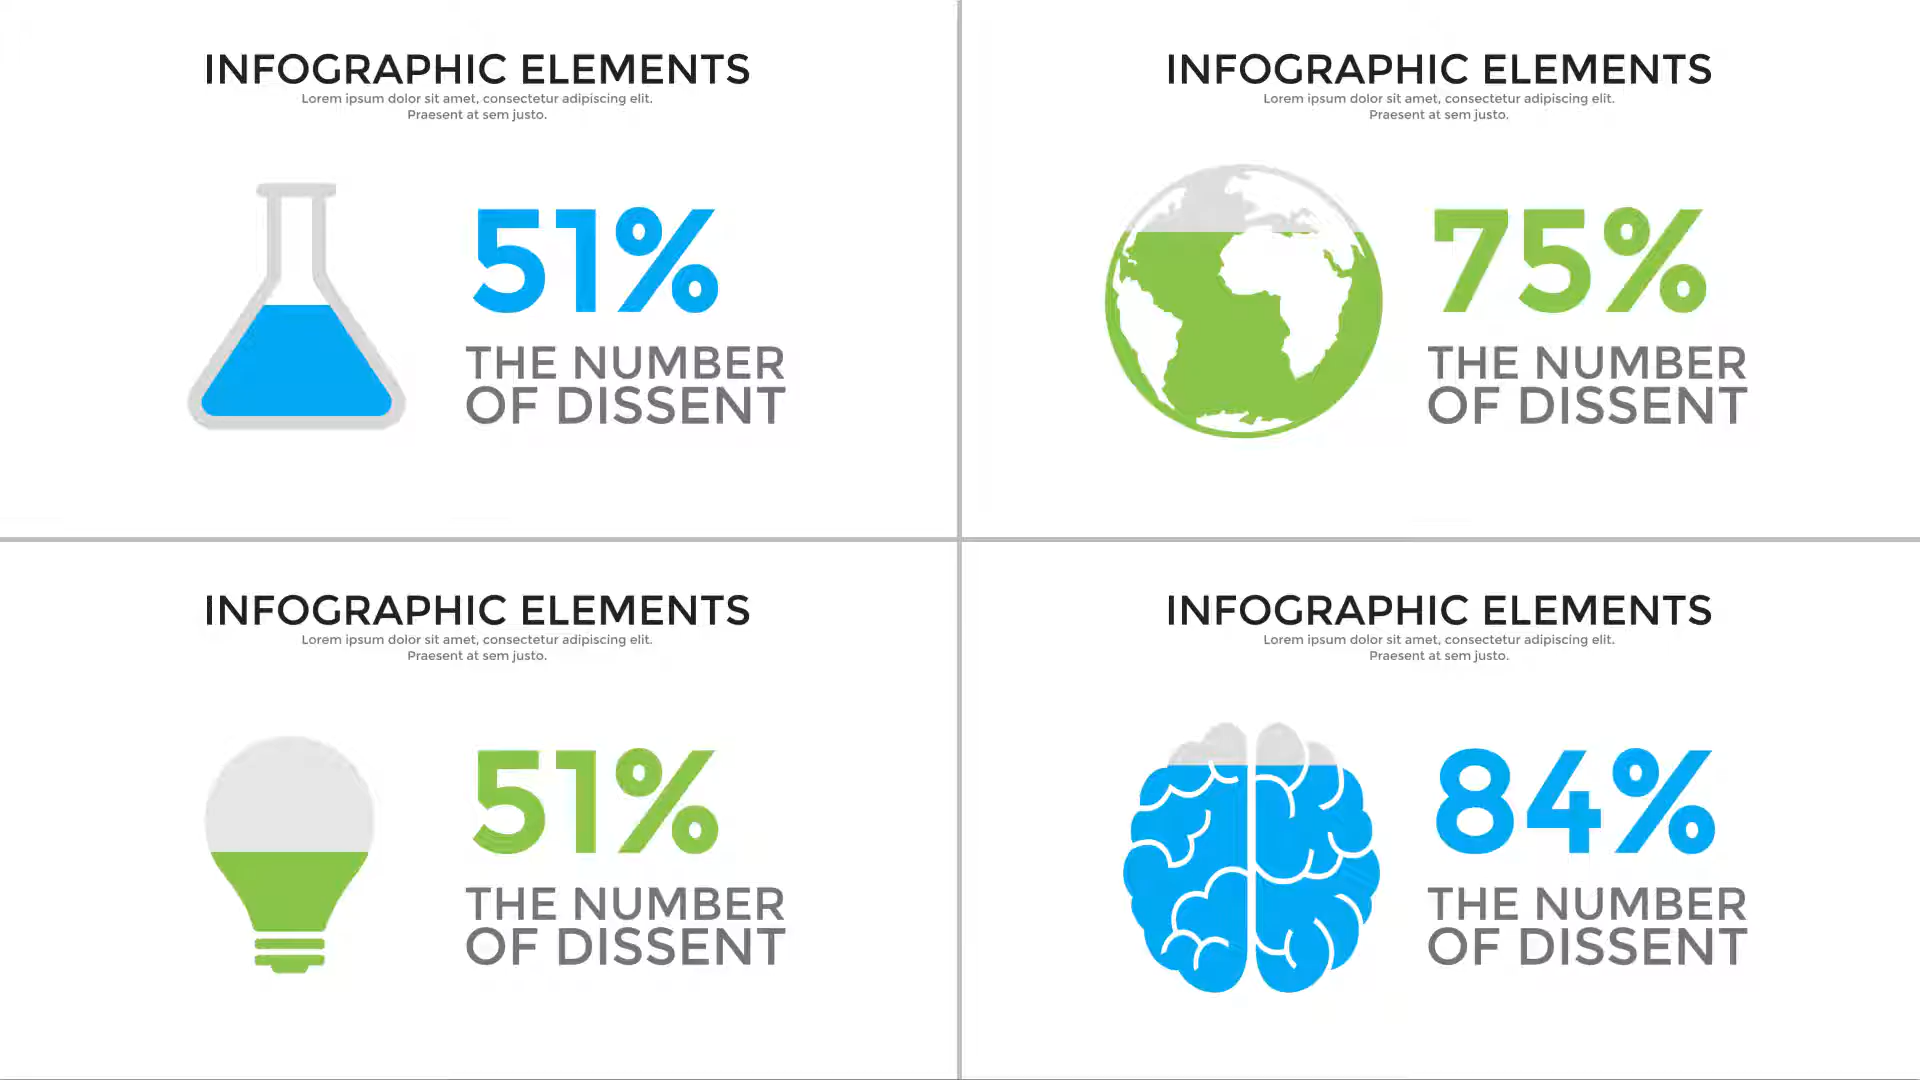 INFOGRAPHIC ELEMENTS
Lorem ipsum dolor sit amet, consectetur adipiscing elit.
Praesent at sem justo.
51%
THE NUMBER
OF DISSENT
INFOGRAPHIC ELEMENTS
Lorem ipsum dolor sit amet, consectetur adipiscing elit.
Praesent at sem justo.
75%
THE NUMBER
OF DISSENT
INFOGRAPHIC ELEMENTS
Lorem ipsum dolor sit amet, consectetur adipiscing elit.
Praesent at sem justo.
51%
THE NUMBER
OF DISSENT
INFOGRAPHIC ELEMENTS
Lorem ipsum dolor sit amet, consectetur adipiscing elit.
Praesent at sem justo.
84%
THE NUMBER
OF DISSENT